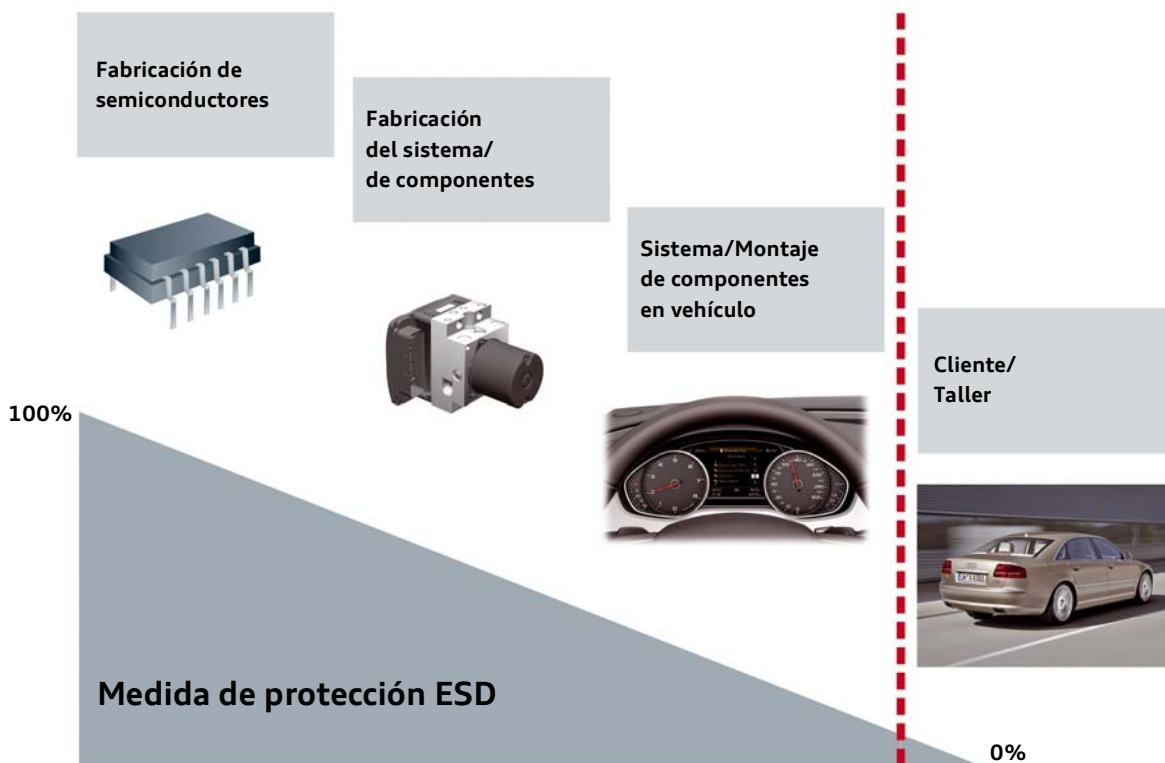 Fabricación de
semiconductores
Fabricación
del sistema/
de componentes
Sistema/Montaje
de componentes
en vehículo
Cliente/
Taller
100%
Medida de protección ESD
0%